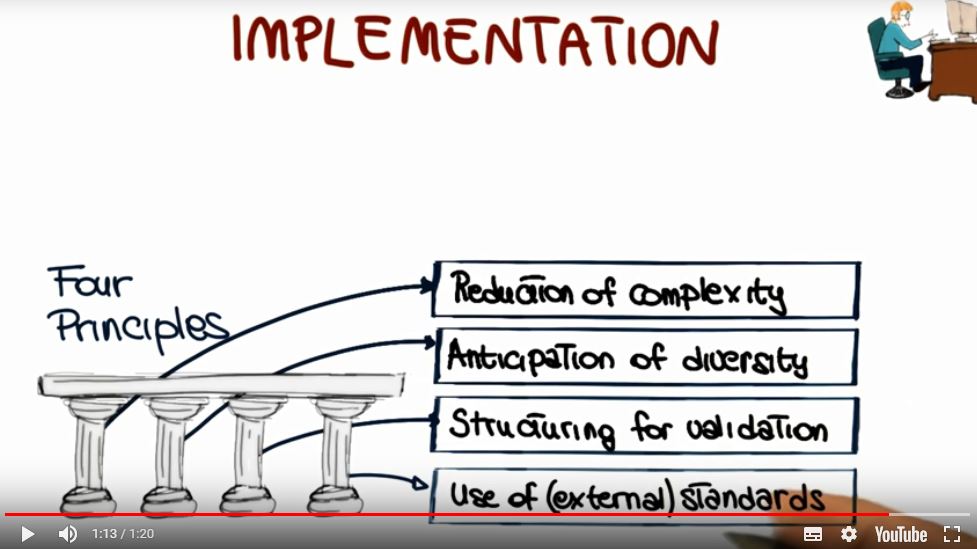 IMPLEMENTATION
Four
Principles
Reduction of complexity
Anticipation of diversity
Structuring for validation
Use of (external) standards
1:13 / 1:20
YouTube